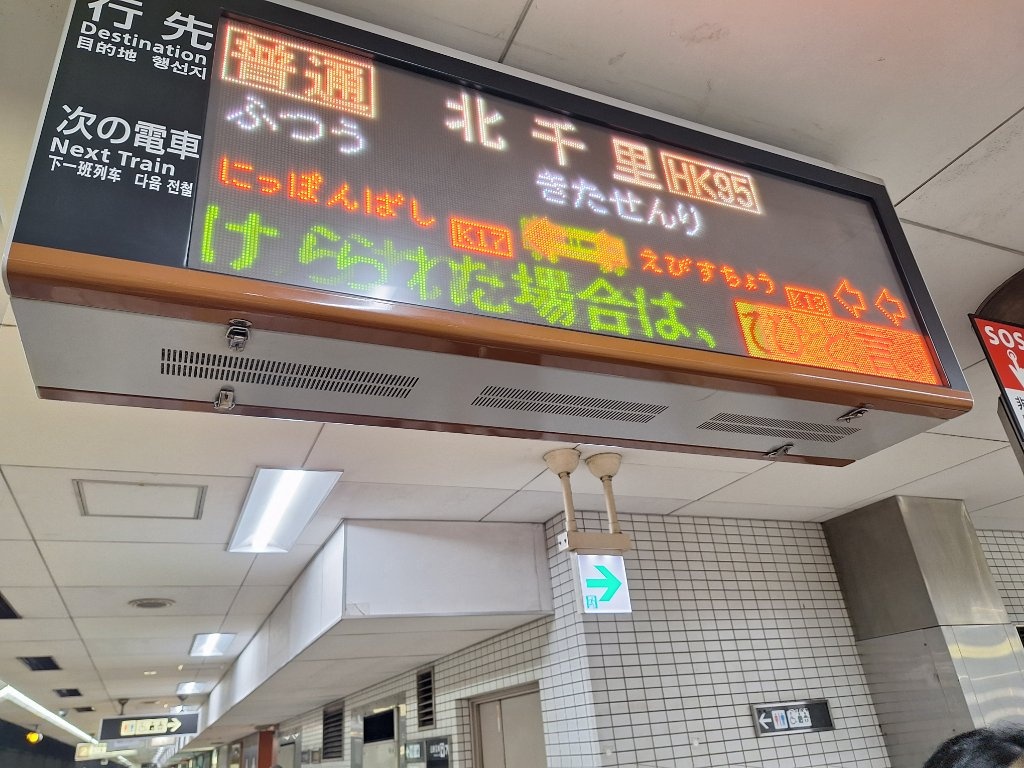 行先
Destination
目的地 행선지
次の電車
Next Train
下一班列车 다음 전철
普通 北千里 HK95
ふつう きたせんり
にっぽんばし K17 えびすちょう K18
けられた場合は、
SOS
非